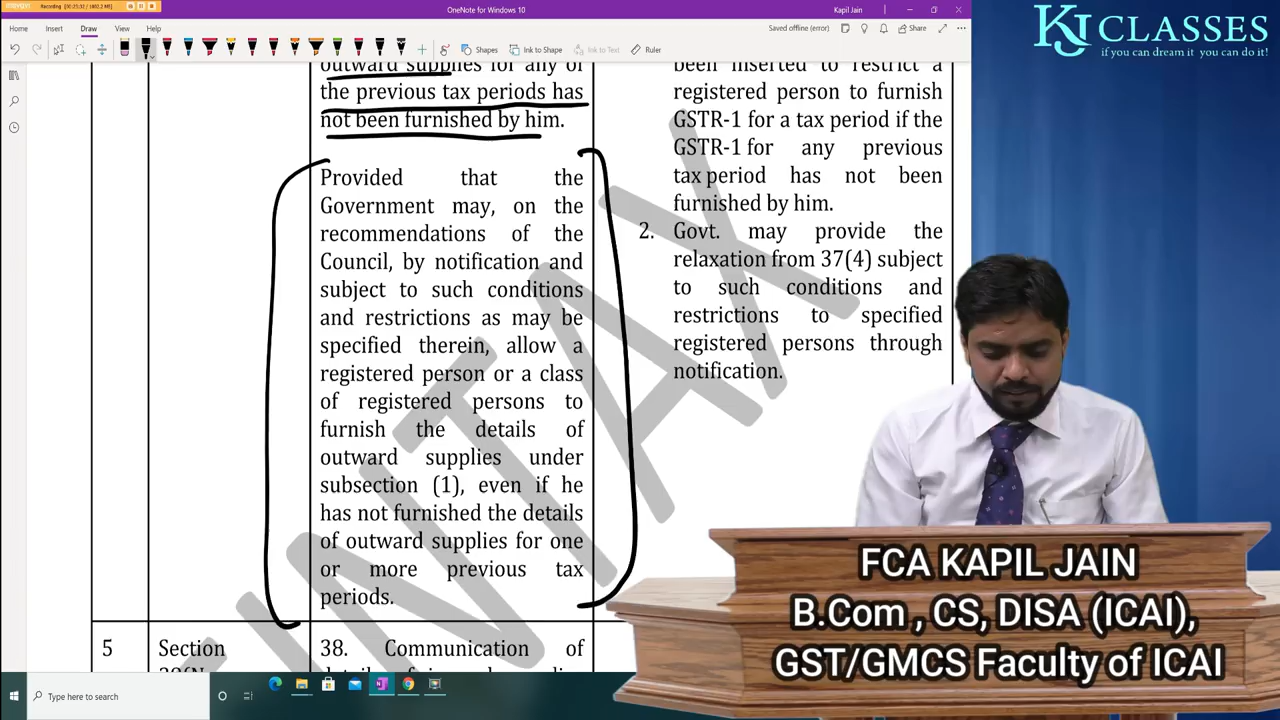 Recording
OneNote for Windows 10
Kapil Jain
Home Insert Draw View Help
Saved offline (error)
Share
Shapes
Ink to Shape
Ink to Text
Ruler
KJ CLASSES
if you can dream it you can do it!
outward supplies for any of
the previous tax periods has
not been furnished by him.
Provided that the
Government may, on the
recommendations of the
Council, by notification and
subject to such conditions
and restrictions as may be
specified therein, allow a
registered person or a class
of registered persons to
furnish the details of
outward supplies under
subsection (1), even if he
has not furnished the details
of outward supplies for one
or more previous tax
periods.
been inserted to restrict a
registered person to furnish
GSTR-1 for a tax period if the
GSTR-1 for any previous
tax period has not been
furnished by him.
2. Govt. may provide the
relaxation from 37(4) subject
to such conditions and
restrictions to specified
registered persons through
notification.
5
Section
38. Communication of
INTAX
FCA KAPIL JAIN
B.Com , CS, DISA (ICAI),
GST/GMCS Faculty of ICAI
Type here to search